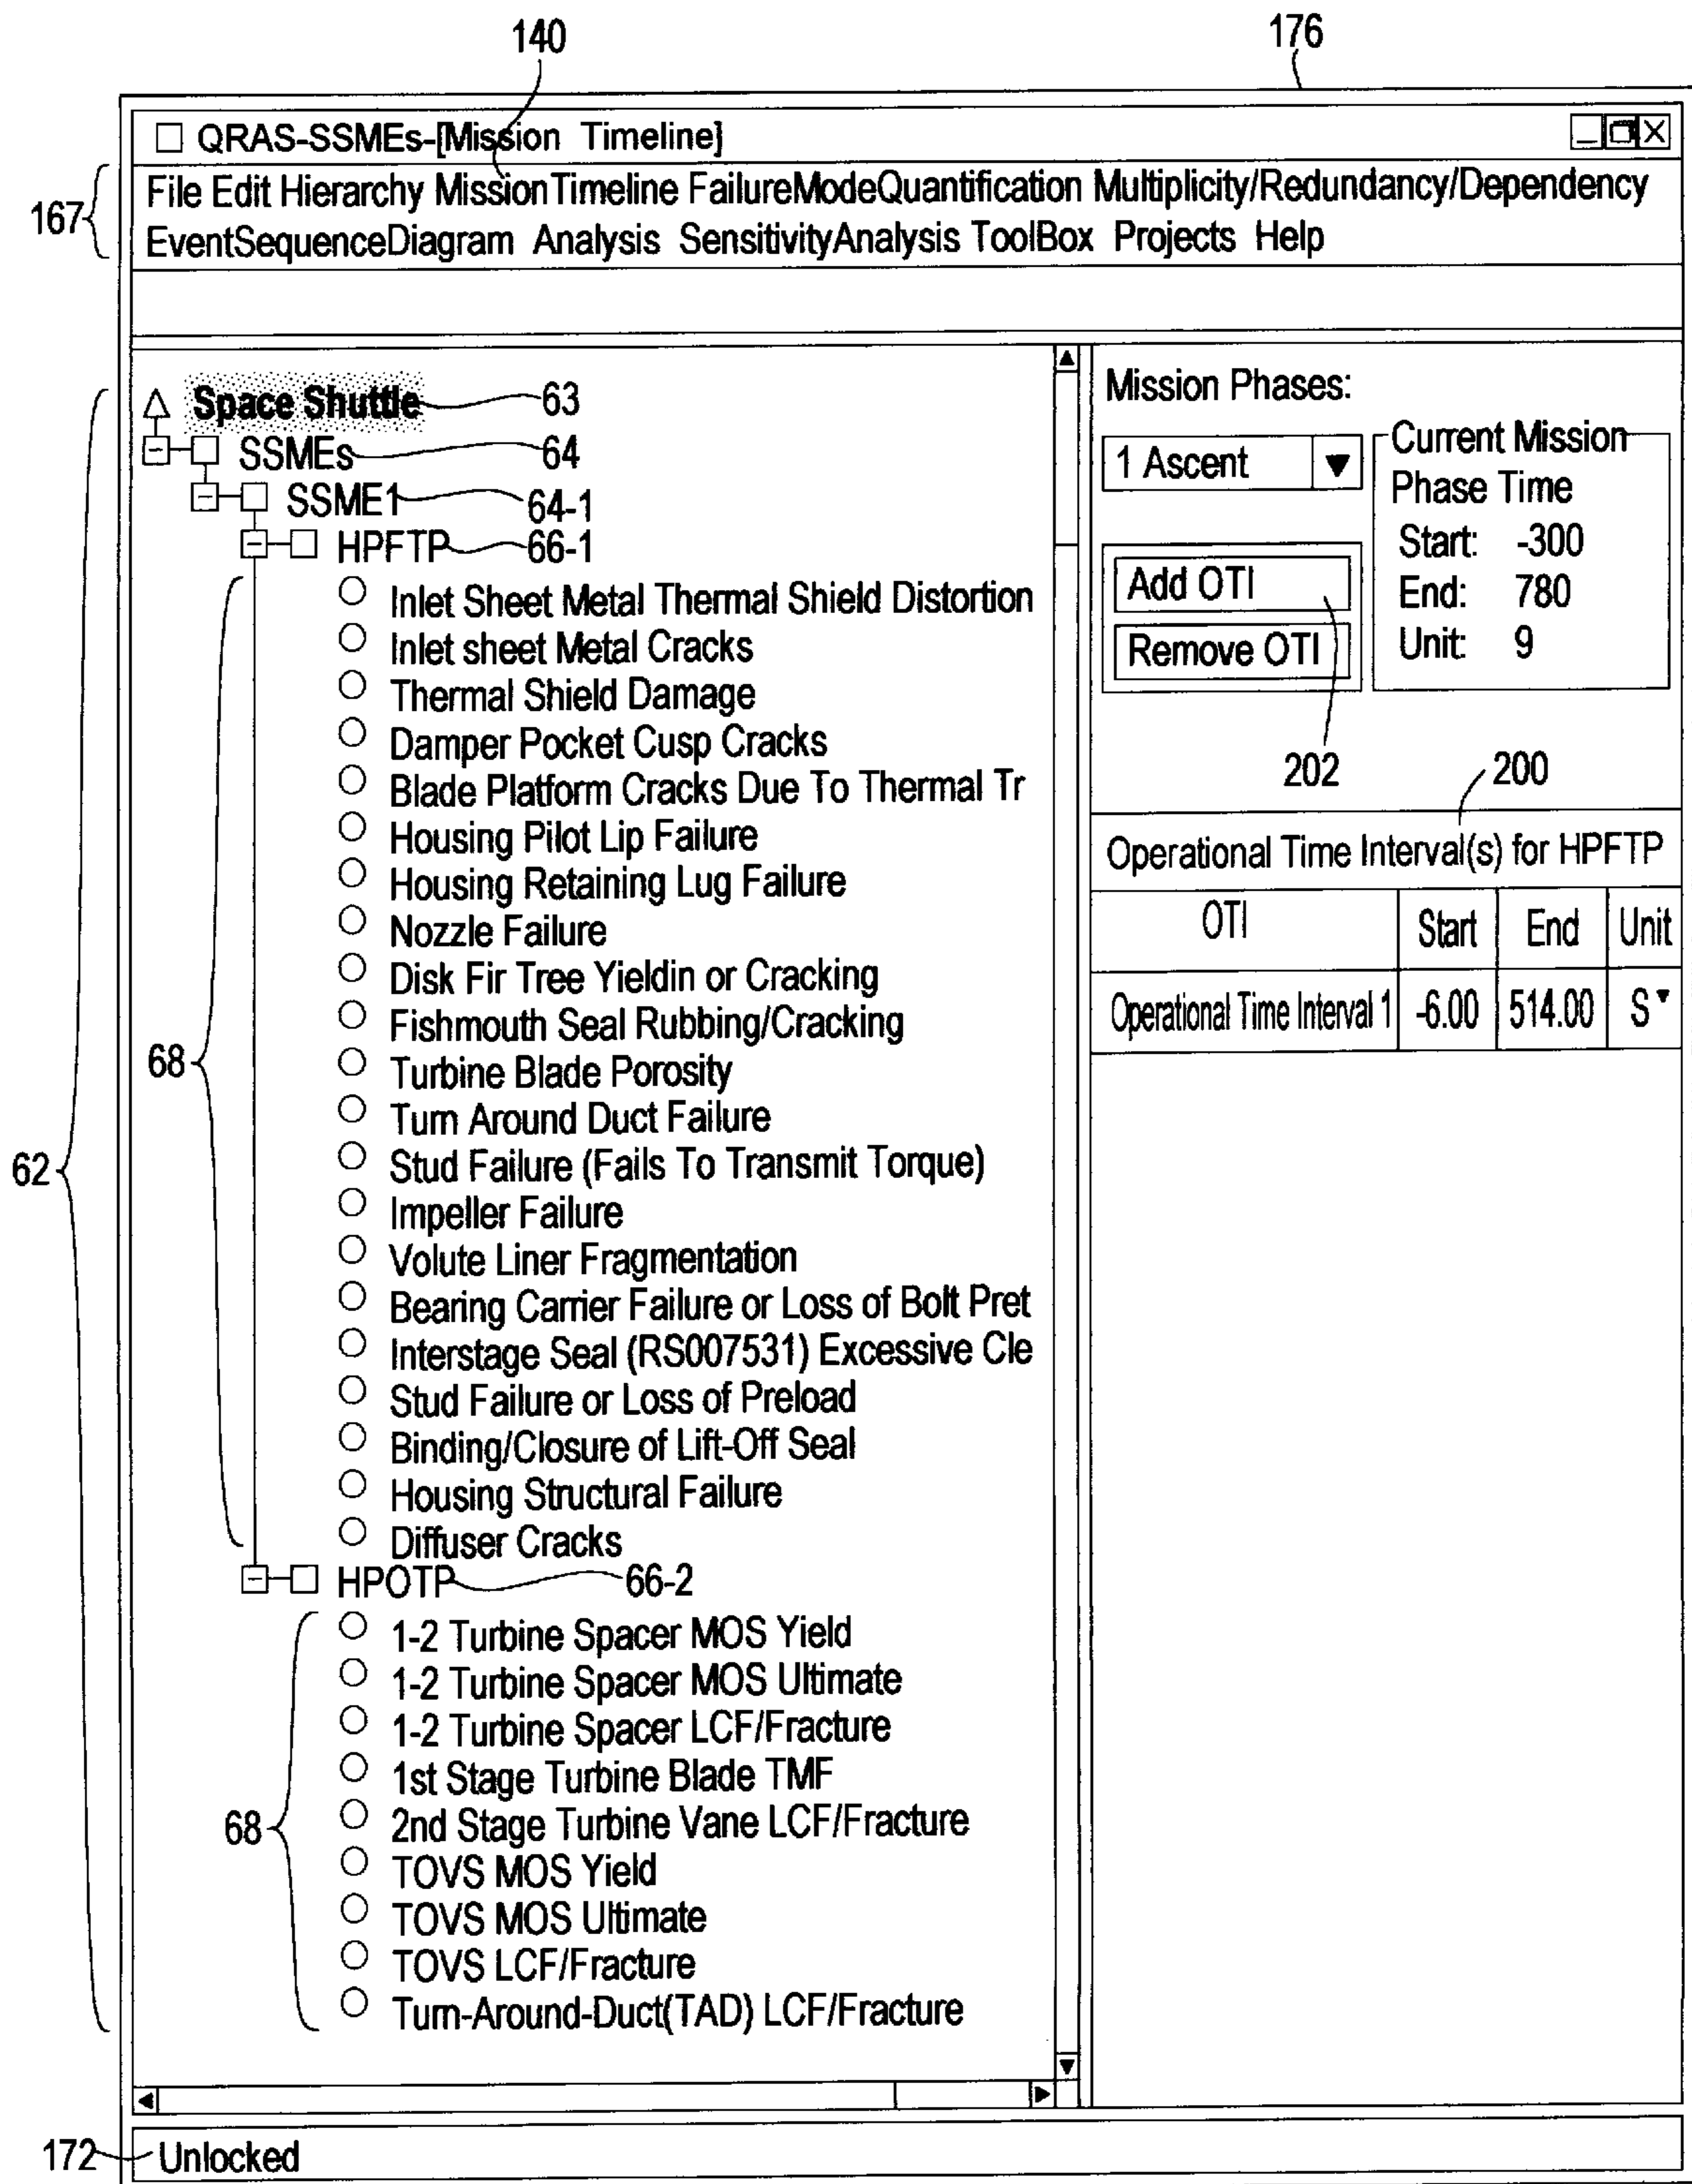 140
176
QRAS-SSMEs-[Mission Timeline]
167
File Edit Hierarchy MissionTimeline FailureModeQuantification Multiplicity/Redundancy/Dependency
EventSequenceDiagram Analysis SensitivityAnalysis ToolBox Projects Help
62
Space Shuttle 63
SSMEs 64
SSME1 64-1
HPFTP 66-1
68
Inlet Sheet Metal Thermal Shield Distortion
Inlet sheet Metal Cracks
Thermal Shield Damage
Damper Pocket Cusp Cracks
Blade Platform Cracks Due To Thermal Tr
Housing Pilot Lip Failure
Housing Retaining Lug Failure
Nozzle Failure
Disk Fir Tree Yieldin or Cracking
Fishmouth Seal Rubbing/Cracking
Turbine Blade Porosity
Turn Around Duct Failure
Stud Failure (Fails To Transmit Torque)
Impeller Failure
Volute Liner Fragmentation
Bearing Carrier Failure or Loss of Bolt Pret
Interstage Seal (RS007531) Excessive Cle
Stud Failure or Loss of Preload
Binding/Closure of Lift-Off Seal
Housing Structural Failure
Diffuser Cracks
HPOTP 66-2
68
1-2 Turbine Spacer MOS Yield
1-2 Turbine Spacer MOS Ultimate
1-2 Turbine Spacer LCF/Fracture
1st Stage Turbine Blade TMF
2nd Stage Turbine Vane LCF/Fracture
TOVS MOS Yield
TOVS MOS Ultimate
TOVS LCF/Fracture
Turn-Around-Duct(TAD) LCF/Fracture
Mission Phases:
1 Ascent
Current Mission
Phase Time
Start: -300
End: 780
Unit: 9
Add OTI
Remove OTI
202
200
Operational Time Interval(s) for HPFTP
OTI Start End Unit
Operational Time Interval 1 -6.00 514.00 S
172
Unlocked